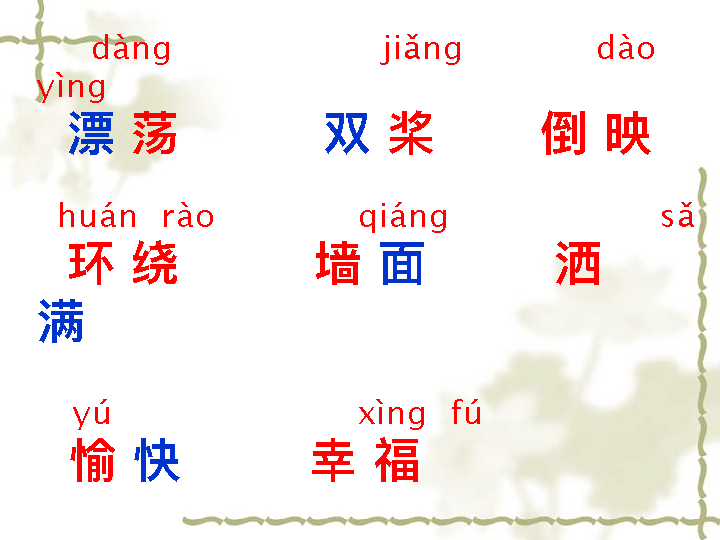 dàng jiǎng dào
yìng
漂 荡 双 桨 倒 映
huán rào qiáng sǎ
环 绕 墙 面 洒
满
yú xìng fú
愉 快 幸 福